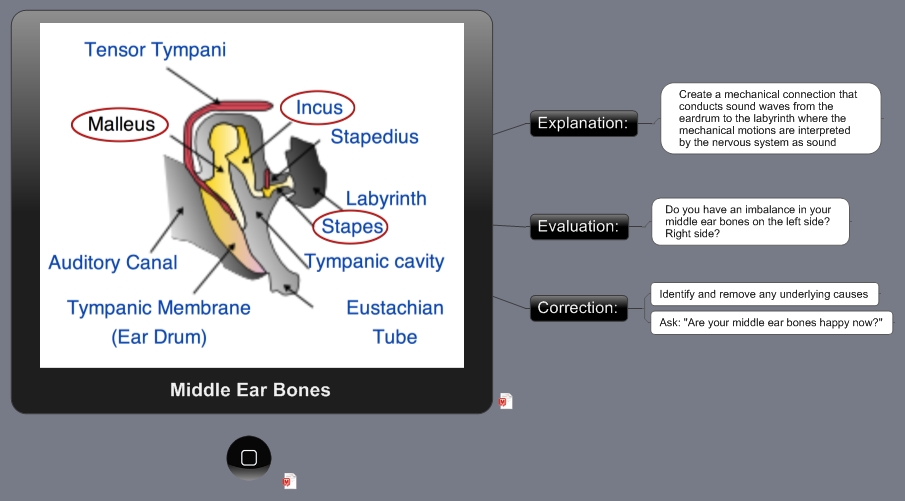 Tensor Tympani
Malleus
Incus
Stapedius
Labyrinth
Stapes
Auditory Canal
Tympanic cavity
Tympanic Membrane
(Ear Drum)
Eustachian
Tube
Middle Ear Bones
Explanation:
Create a mechanical connection that
conducts sound waves from the
eardrum to the labyrinth where the
mechanical motions are interpreted
by the nervous system as sound
Evaluation:
Do you have an imbalance in your
middle ear bones on the left side?
Right side?
Correction:
Identify and remove any underlying causes
Ask: "Are your middle ear bones happy now?"